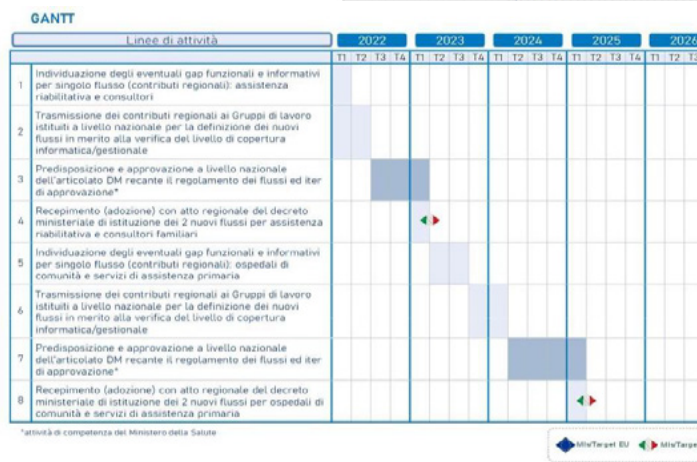 GANTT
Linee di attività 2022 2023 2024 2025 2026
T1 T2 T3 T4 T1 T2 T3 T4 T1 T2 T3 T4 T1 T2 T3 T4 T1 T2 T3
1 Individuazione degli eventuali gap funzionali e informativi
per singolo flusso (contributi regionali): assistenza
riabilitativa e consultori
2 Trasmissione dei contributi regionali ai Gruppi di lavoro
istituiti a livello nazionale per la definizione dei nuovi
flussi in merito alla verifica del livello di copertura
informatica/gestionale
3 Predisposizione e approvazione a livello nazionale
dell'articolato DM recante il regolamento dei flussi ed iter
di approvazione*
4 Recepimento (adozione) con atto regionale del decreto
ministeriale di istituzione dei 2 nuovi flussi per assistenza
riabilitativa e consultori familiari
5 Individuazione degli eventuali gap funzionali e informativi
per singolo flusso (contributi regionali): ospedali di
comunità e servizi di assistenza primaria
6 Trasmissione dei contributi regionali ai Gruppi di lavoro
istituiti a livello nazionale per la definizione dei nuovi
flussi in merito alla verifica del livello di copertura
informatica/gestionale
7 Predisposizione e approvazione a livello nazionale
dell'articolato DM recante il regolamento dei flussi ed iter
di approvazione*
8 Recepimento (adozione) con atto regionale del decreto
ministeriale di istituzione dei 2 nuovi flussi per ospedali di
comunità e servizi di assistenza primaria
*attività di competenza del Ministero della Salute
Mls/Target EU Mls/Targe